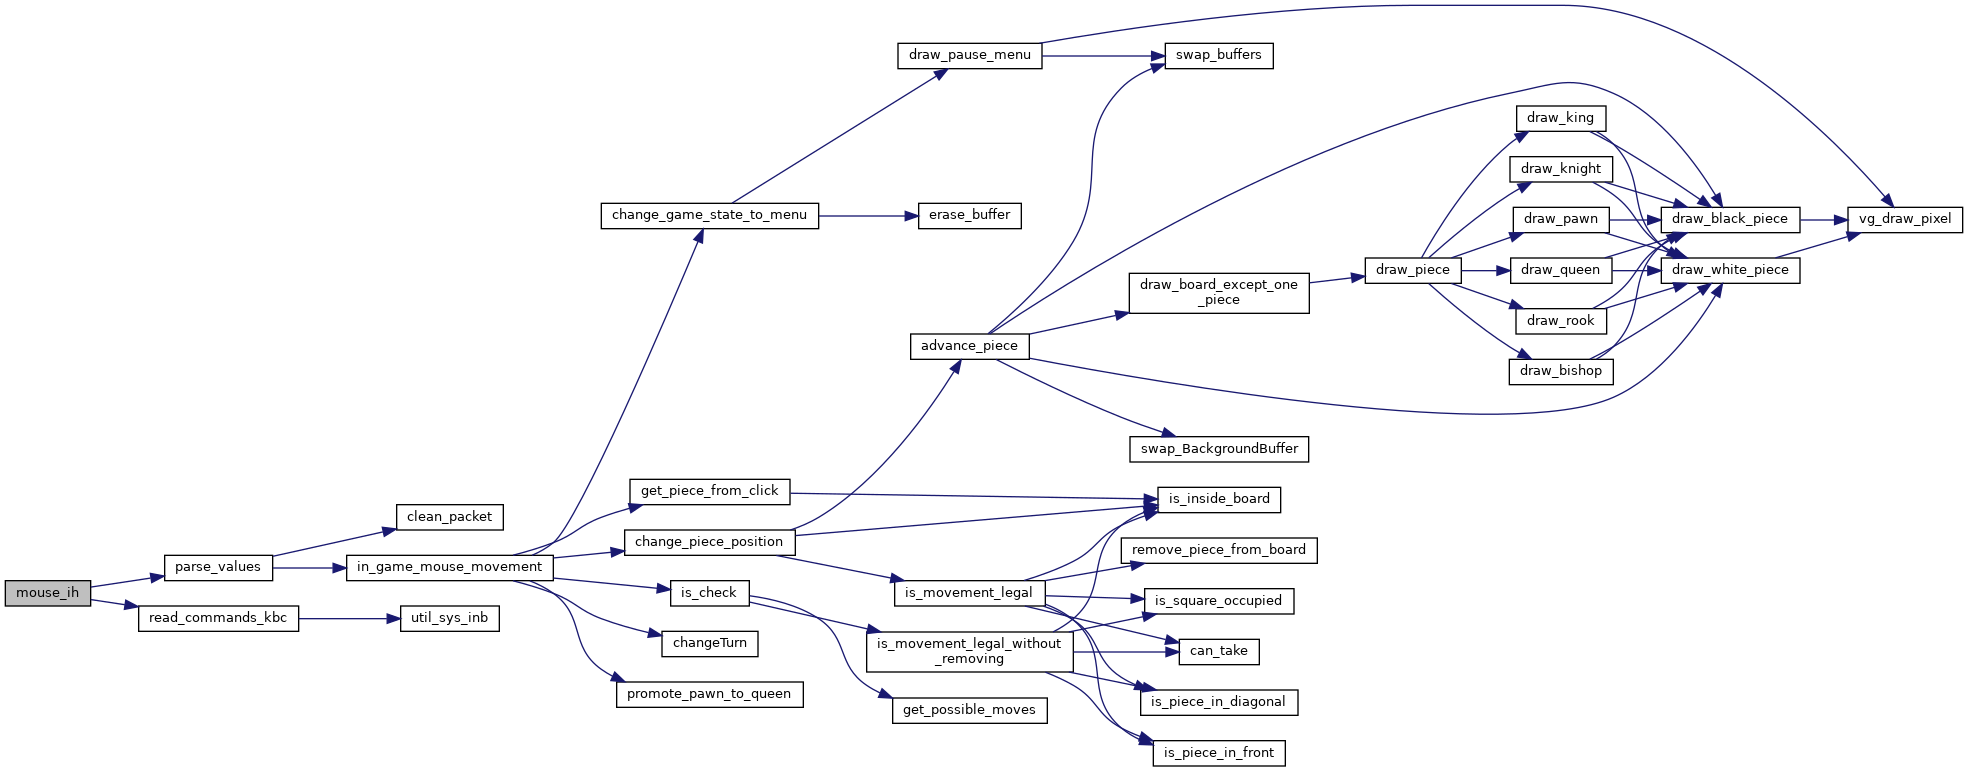 mouse_ih
parse_values
read_commands_kbc
clean_packet
in_game_mouse_movement
util_sys_inb
change_game_state_to_menu
get_piece_from_click
change_piece_position
is_check
changeTurn
promote_pawn_to_queen
draw_pause_menu
erase_buffer
advance_piece
is_movement_legal
is_movement_legal_without
_removing
get_possible_moves
swap_buffers
draw_board_except_one
_piece
swap_BackgroundBuffer
is_inside_board
remove_piece_from_board
is_square_occupied
can_take
is_piece_in_diagonal
is_piece_in_front
draw_piece
draw_king
draw_knight
draw_pawn
draw_queen
draw_rook
draw_bishop
draw_black_piece
draw_white_piece
vg_draw_pixel